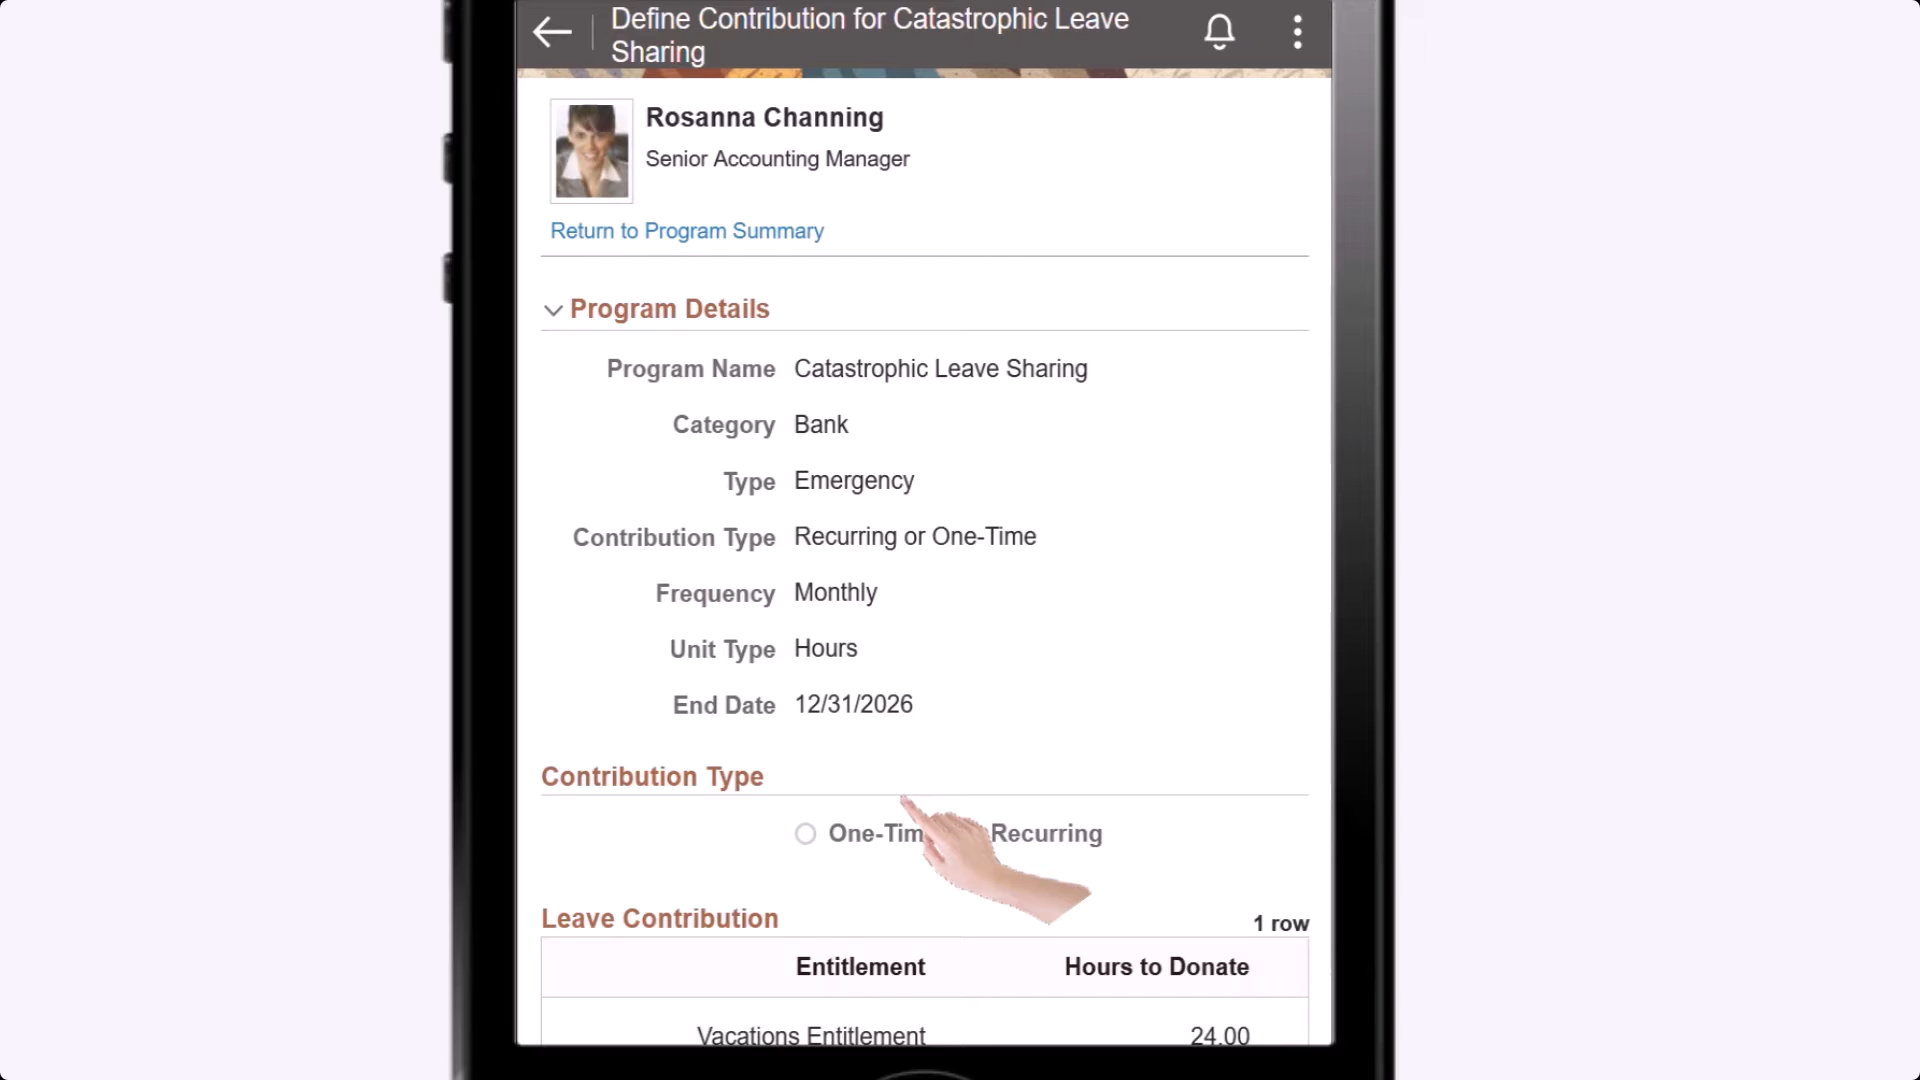 Define Contribution for Catastrophic Leave
Sharing
Rosanna Channing
Senior Accounting Manager
Return to Program Summary
Program Details
Program Name Catastrophic Leave Sharing
Category Bank
Type Emergency
Contribution Type Recurring or One-Time
Frequency Monthly
Unit Type Hours
End Date 12/31/2026
Contribution Type
One-Tim Recurring
Leave Contribution 1 row
Entitlement Hours to Donate
Vacations Entitlement 24.00